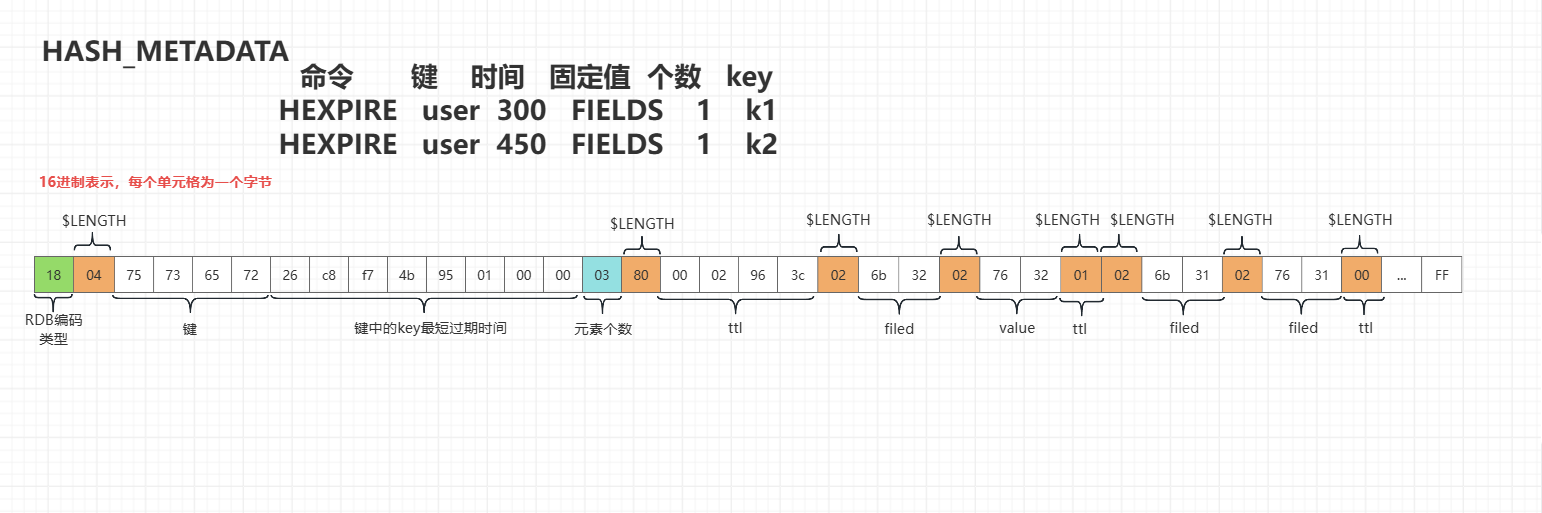 HASH_METADATA
命令 键 时间 固定值 个数 key
HEXPIRE user 300 FIELDS 1 k1
HEXPIRE user 450 FIELDS 1 k2
16进制表示，每个单元格为一个字节
$LENGTH $LENGTH $LENGTH $LENGTH $LENGTH $LENGTH $LENGTH $LENGTH
18 04 75 73 65 72 26 c8 f7 4b 95 01 00 00 03 80 00 02 96 3c 02 6b 32 02 76 32 01 02 6b 31 02 76 31 00 ... FF
RDB编码 键 键中的key最短过期时间 元素个数 ttl filed value ttl filed filed ttl
类型